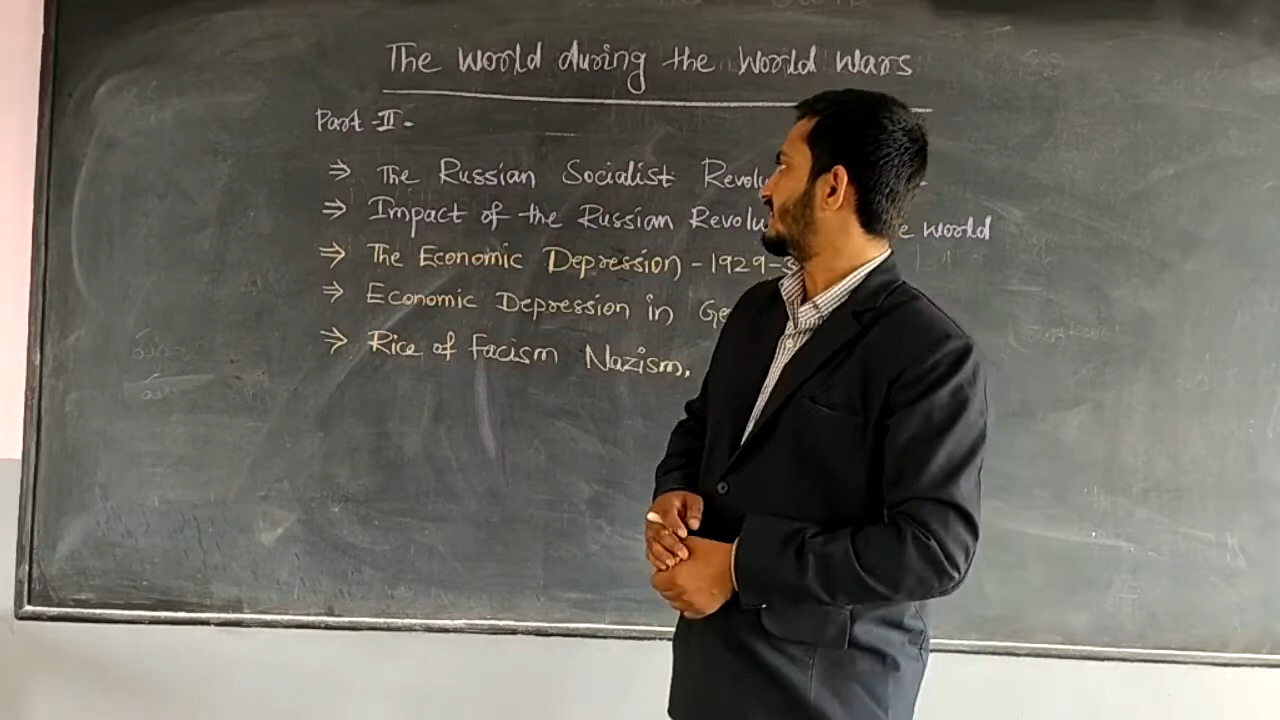 The World during the World Wars
Part -II-
⇒ The Russian Socialist Revolu
⇒ Impact of the Russian Revolu e world
⇒ The Economic Depression - 1929-3
⇒ Economic Depression in Ge
⇒ Rice of Facism Nazism,